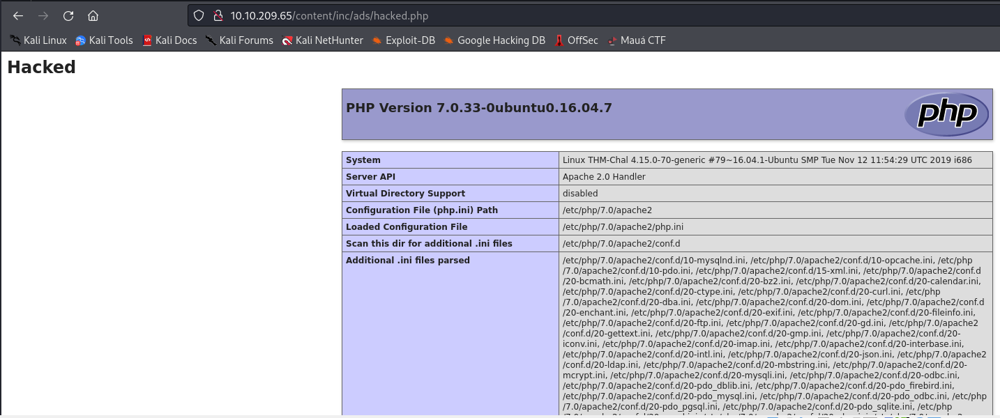 10.10.209.65/content/inc/ads/hacked.php
Kali Linux Kali Tools Kali Docs Kali Forums Kali NetHunter Exploit-DB Google Hacking DB OffSec Mauá CTF
Hacked
PHP Version 7.0.33-0ubuntu0.16.04.7
php
System Linux THM-Chal 4.15.0-70-generic #79~16.04.1-Ubuntu SMP Tue Nov 12 11:54:29 UTC 2019 i686
Server API Apache 2.0 Handler
Virtual Directory Support disabled
Configuration File (php.ini) Path /etc/php/7.0/apache2
Loaded Configuration File /etc/php/7.0/apache2/php.ini
Scan this dir for additional .ini files /etc/php/7.0/apache2/conf.d
Additional .ini files parsed /etc/php/7.0/apache2/conf.d/10-mysqlnd.ini, /etc/php/7.0/apache2/conf.d/10-opcache.ini, /etc/php
/7.0/apache2/conf.d/10-pdo.ini, /etc/php/7.0/apache2/conf.d/15-xml.ini, /etc/php/7.0/apache2/conf.d
/20-bcmath.ini, /etc/php/7.0/apache2/conf.d/20-bz2.ini, /etc/php/7.0/apache2/conf.d/20-calendar.ini,
/etc/php/7.0/apache2/conf.d/20-ctype.ini, /etc/php/7.0/apache2/conf.d/20-curl.ini, /etc/php
/7.0/apache2/conf.d/20-dba.ini, /etc/php/7.0/apache2/conf.d/20-dom.ini, /etc/php/7.0/apache2/conf.d
/20-enchant.ini, /etc/php/7.0/apache2/conf.d/20-exif.ini, /etc/php/7.0/apache2/conf.d/20-fileinfo.ini,
/etc/php/7.0/apache2/conf.d/20-ftp.ini, /etc/php/7.0/apache2/conf.d/20-gd.ini, /etc/php/7.0/apache2
/conf.d/20-gettext.ini, /etc/php/7.0/apache2/conf.d/20-gmp.ini, /etc/php/7.0/apache2/conf.d/20-
iconv.ini, /etc/php/7.0/apache2/conf.d/20-imap.ini, /etc/php/7.0/apache2/conf.d/20-interbase.ini,
/etc/php/7.0/apache2/conf.d/20-intl.ini, /etc/php/7.0/apache2/conf.d/20-json.ini, /etc/php/7.0/apache2
/conf.d/20-ldap.ini, /etc/php/7.0/apache2/conf.d/20-mbstring.ini, /etc/php/7.0/apache2/conf.d/20-
mcrypt.ini, /etc/php/7.0/apache2/conf.d/20-mysqli.ini, /etc/php/7.0/apache2/conf.d/20-odbc.ini,
/etc/php/7.0/apache2/conf.d/20-pdo_dblib.ini, /etc/php/7.0/apache2/conf.d/20-pdo_firebird.ini,
/etc/php/7.0/apache2/conf.d/20-pdo_mysql.ini, /etc/php/7.0/apache2/conf.d/20-pdo_odbc.ini, /etc/php
/7.0/apache2/conf.d/20-pdo_pgsql.ini, /etc/php/7.0/apache2/conf.d/20-pdo_sqlite.ini, /etc/php